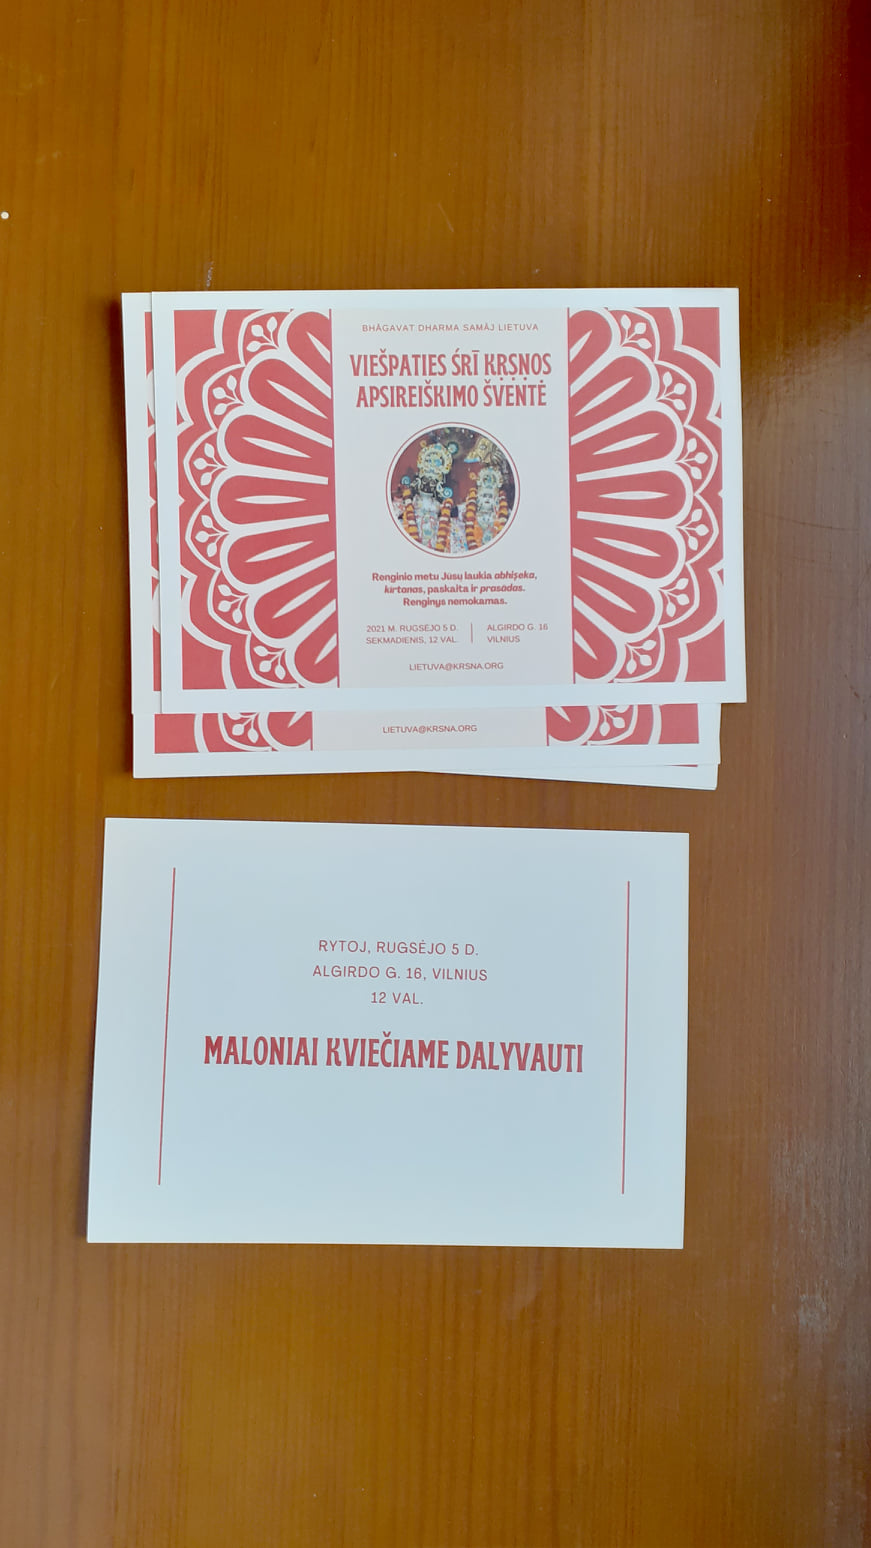 BHĀGAVAT DHARMA SAMĀJ LIETUVA
VIEŠPATIES ŚRĪ KṚṢṆOS
APSIREIŠKIMO ŠVENTĖ
Renginio metu Jūsų laukia abhiṣeka,
kīrtanas, paskaita ir prasādas.
Renginys nemokamas.
2021 M. RUGSĖJO 5 D.
SEKMADIENIS, 12 VAL.
ALGIRDO G. 16
VILNIUS
LIETUVA@KRSNA.ORG
LIETUVA@KRSNA.ORG
RYTOJ, RUGSĖJO 5 D.
ALGIRDO G. 16, VILNIUS
12 VAL.
MALONIAI KVIEČIAME DALYVAUTI